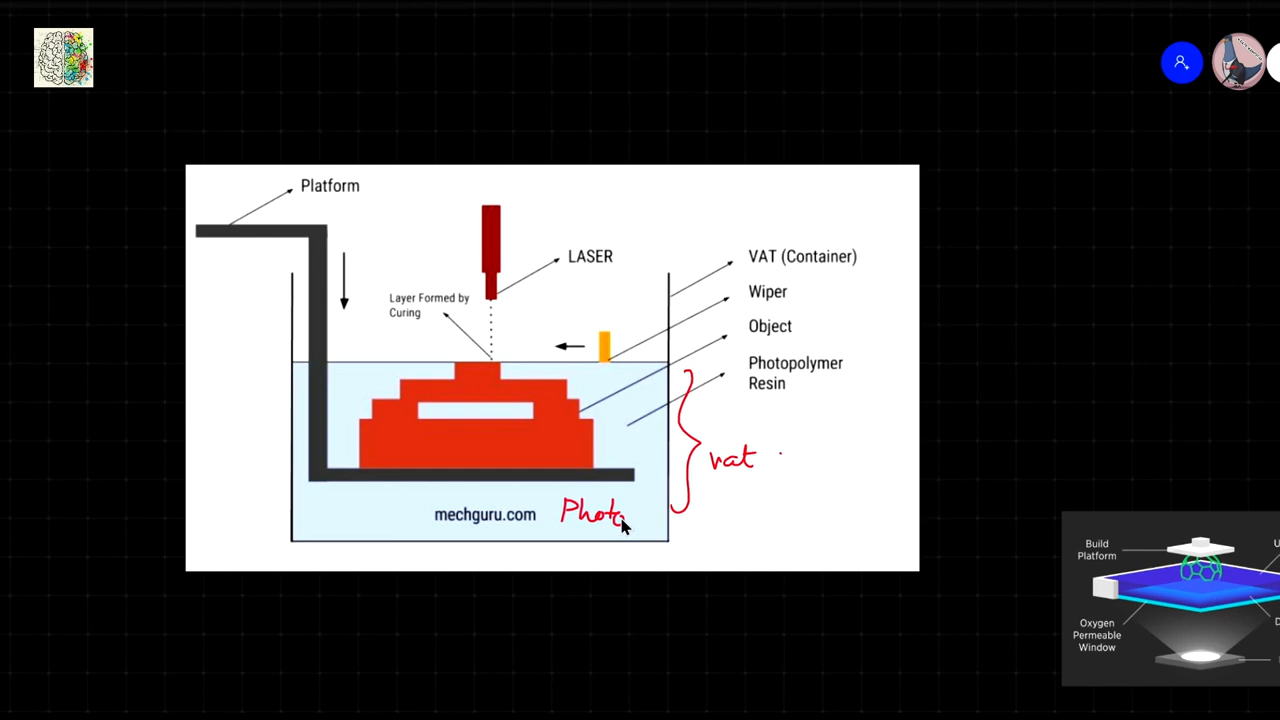 Platform
LASER
VAT (Container)
Wiper
Layer Formed by
Curing
Object
Photopolymer
Resin
vat
mechguru.com
Photo
Build
Platform
Oxygen
Permeable
Window